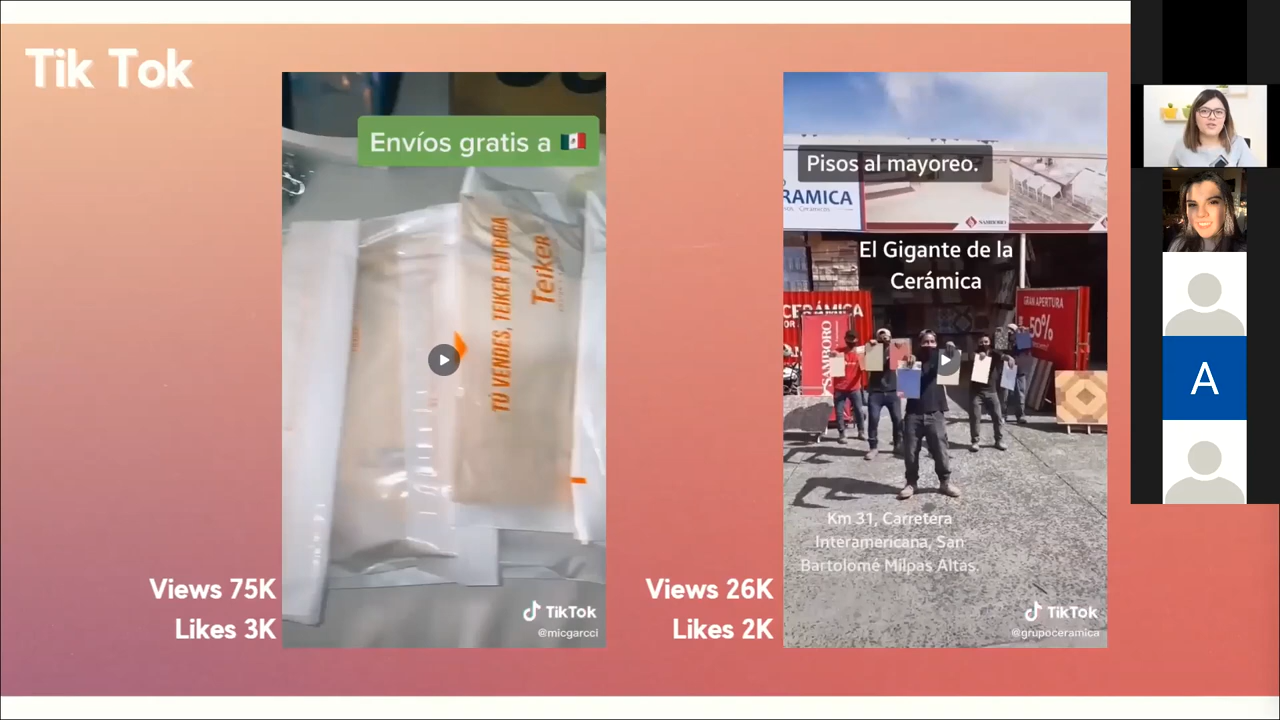 Tik Tok
Envíos gratis a
TÚ VENDES, TEIKER ENTREGA
Teiker
Views 75K
Likes 3K
TikTok
@micgarcci
Pisos al mayoreo.
RAMICA
SAMBORO
El Gigante de la
Cerámica
CERÁMICA
SAMBORO
GRAN APERTURA
50%
Km 31, Carretera
Interamericana, San
Bartolomé Milpas Altas.
Views 26K
Likes 2K
TikTok
@grupoceramica
A